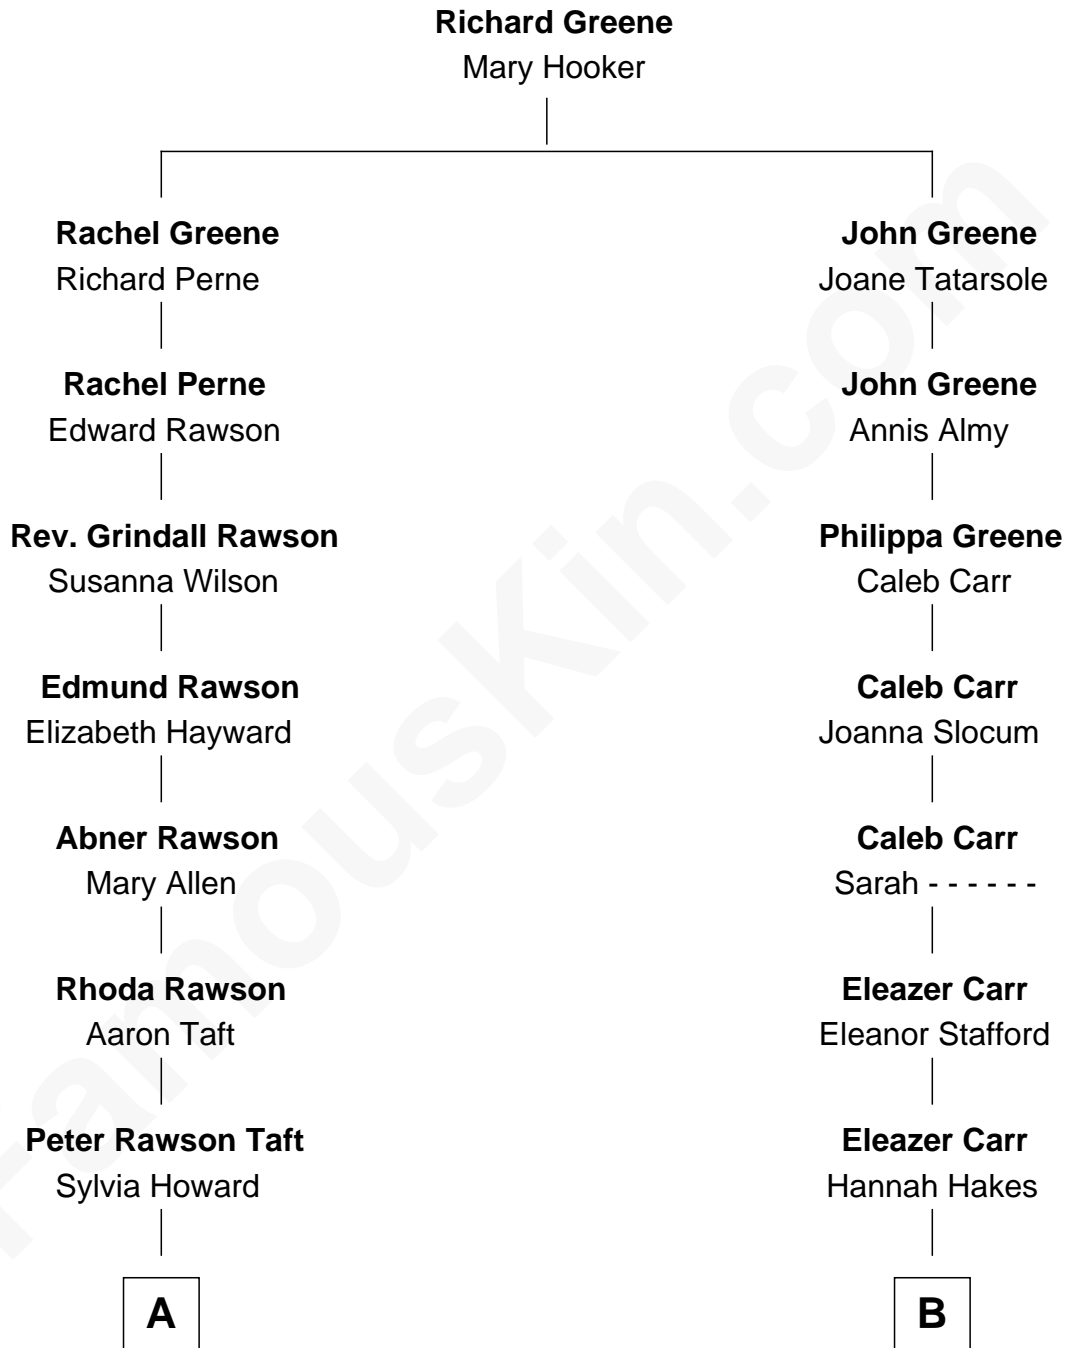 Richard Greene
Mary Hooker
Rachel Greene
Richard Perne
John Greene
Joane Tatarsole
Rachel Perne
Edward Rawson
John Greene
Annis Almy
Rev. Grindall Rawson
Susanna Wilson
Philippa Greene
Caleb Carr
Edmund Rawson
Elizabeth Hayward
Caleb Carr
Joanna Slocum
Abner Rawson
Mary Allen
Caleb Carr
Sarah - - - - - -
Rhoda Rawson
Aaron Taft
Eleazer Carr
Eleanor Stafford
Peter Rawson Taft
Sylvia Howard
Eleazer Carr
Hannah Hakes
A
B
FamousKin.com